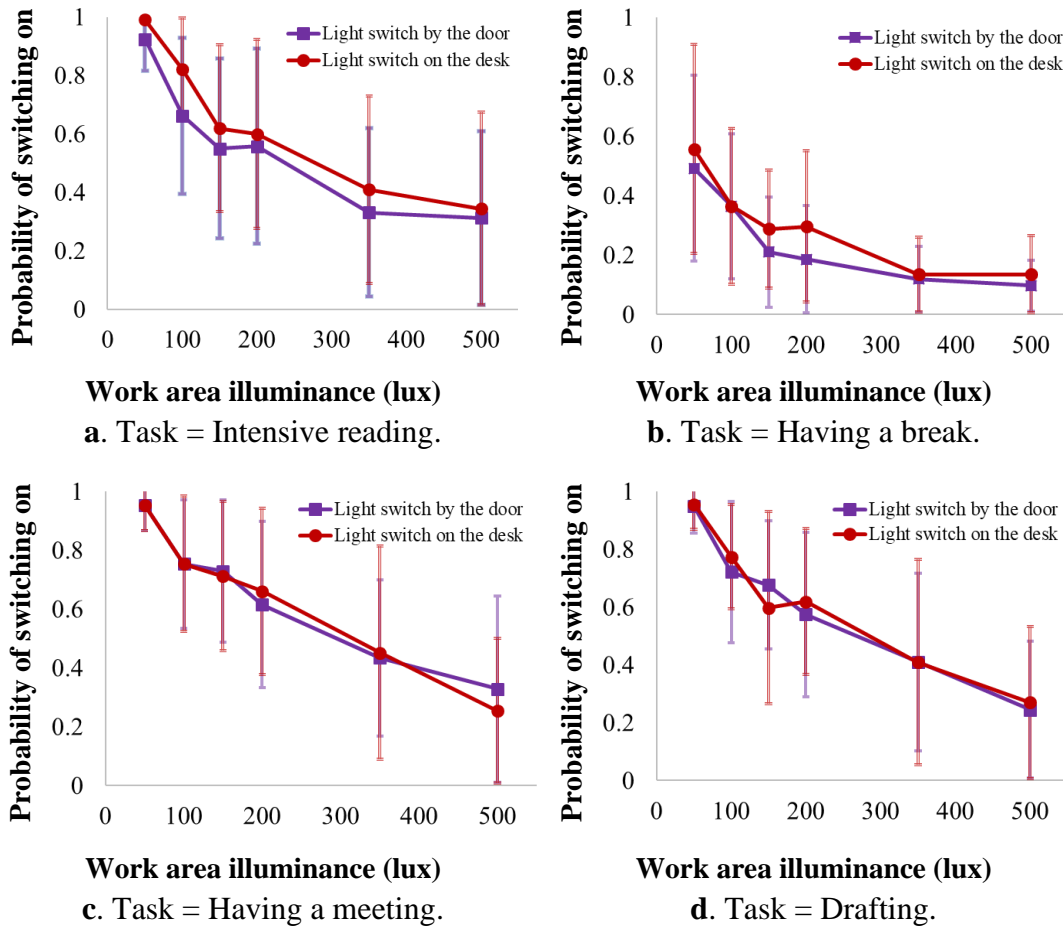 Probability of switching on
1
0.8
0.6
0.4
0.2
0
0 100 200 300 400 500
Light switch by the door
Light switch on the desk
Work area illuminance (lux)
a. Task = Intensive reading.
Probability of switching on
1
0.8
0.6
0.4
0.2
0
0 100 200 300 400 500
Light switch by the door
Light switch on the desk
Work area illuminance (lux)
b. Task = Having a break.
Probability of switching on
1
0.8
0.6
0.4
0.2
0
0 100 200 300 400 500
Light switch by the door
Light switch on the desk
Work area illuminance (lux)
c. Task = Having a meeting.
Probability of switching on
1
0.8
0.6
0.4
0.2
0
0 100 200 300 400 500
Light switch by the door
Light switch on the desk
Work area illuminance (lux)
d. Task = Drafting.